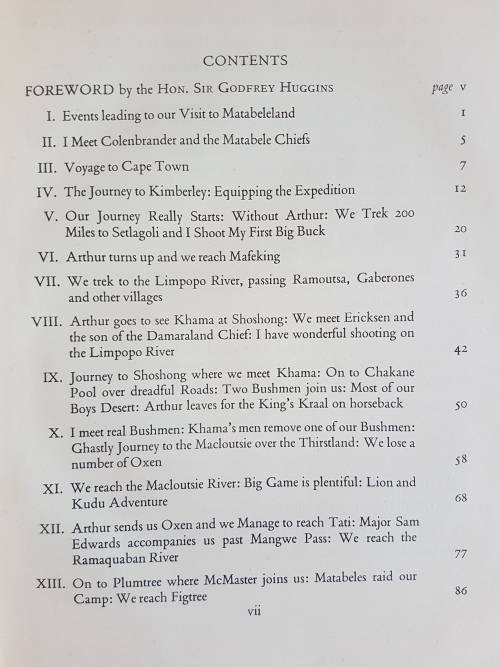 CONTENTS
FOREWORD by the HON. SIR GODFREY HUGGINS page v
I. Events leading to our Visit to Matabeleland 1
II. I Meet Colenbrander and the Matabele Chiefs 5
III. Voyage to Cape Town 7
IV. The Journey to Kimberley: Equipping the Expedition 12
V. Our Journey Really Starts: Without Arthur: We Trek 200
Miles to Setlagoli and I Shoot My First Big Buck 20
VI. Arthur turns up and we reach Mafeking 31
VII. We trek to the Limpopo River, passing Ramoutsa, Gaberones
and other villages 36
VIII. Arthur goes to see Khama at Shoshong: We meet Ericksen and
the son of the Damaraland Chief: I have wonderful shooting
on the Limpopo River 42
IX. Journey to Shoshong where we meet Khama: On to Chakane
Pool over dreadful Roads: Two Bushmen join us: Most of our
Boys Desert: Arthur leaves for the King's Kraal on horseback 50
X. I meet real Bushmen: Khama's men remove one of our Bushmen:
Ghastly Journey to the Macloutsie over the Thirstland: We lose a
number of Oxen 58
XI. We reach the Macloutsie River: Big Game is plentiful: Lion and
Kudu Adventure 68
XII. Arthur sends us Oxen and we Manage to reach Tati: Major Sam
Edwards accompanies us past Mangwe Pass: We reach the
Ramaquaban River 77
XIII. On to Plumtree where McMaster joins us: Matabeles raid our
Camp: We reach Figtree 86
vii